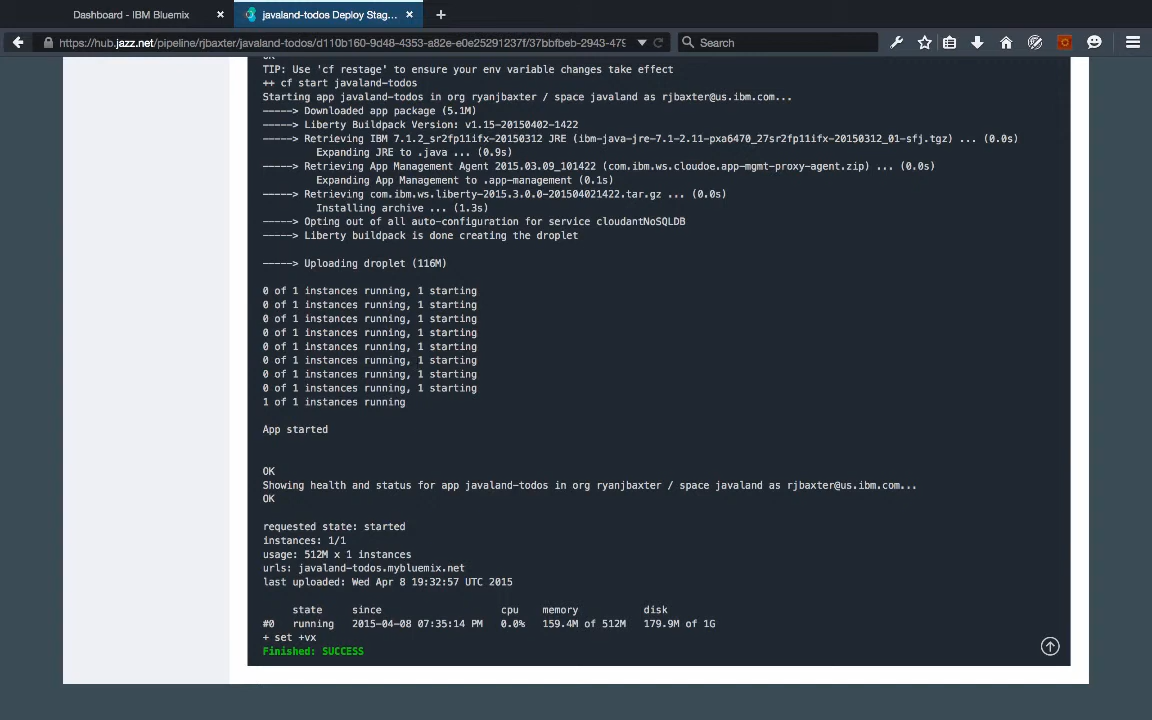 Dashboard - IBM Bluemix
javaland-todos Deploy Stag...
https://hub.jazz.net/pipeline/rjbaxter/javaland-todos/d110b160-9d48-4353-a82e-e0e25291237f/37bbfbeb-2943-479
Search
OK
TIP: Use 'cf restage' to ensure your env variable changes take effect
++ cf start javaland-todos
Starting app javaland-todos in org ryanjbaxter / space javaland as rjbaxter@us.ibm.com...
-----> Downloaded app package (5.1M)
-----> Liberty Buildpack Version: v1.15-20150402-1422
-----> Retrieving IBM 7.1.2_sr2fp11ifx-20150312 JRE (ibm-java-jre-7.1-2.11-pxa6470_27sr2fp11ifx-20150312_01-sfj.tgz) ... (0.0s)
Expanding JRE to .java ... (0.9s)
-----> Retrieving App Management Agent 2015.03.09_101422 (com.ibm.ws.cloudoe.app-mgmt-proxy-agent.zip) ... (0.0s)
Expanding App Management to .app-management (0.1s)
-----> Retrieving com.ibm.ws.liberty-2015.3.0.0-201504021422.tar.gz ... (0.0s)
Installing archive ... (1.3s)
-----> Opting out of all auto-configuration for service cloudantNoSQLDB
-----> Liberty buildpack is done creating the droplet
-----> Uploading droplet (116M)
0 of 1 instances running, 1 starting
0 of 1 instances running, 1 starting
0 of 1 instances running, 1 starting
0 of 1 instances running, 1 starting
0 of 1 instances running, 1 starting
0 of 1 instances running, 1 starting
0 of 1 instances running, 1 starting
0 of 1 instances running, 1 starting
1 of 1 instances running
App started
OK
Showing health and status for app javaland-todos in org ryanjbaxter / space javaland as rjbaxter@us.ibm.com...
OK
requested state: started
instances: 1/1
usage: 512M x 1 instances
urls: javaland-todos.mybluemix.net
last uploaded: Wed Apr 8 19:32:57 UTC 2015
state since cpu memory disk
#0 running 2015-04-08 07:35:14 PM 0.0% 159.4M of 512M 179.9M of 1G
+ set +vx
Finished: SUCCESS